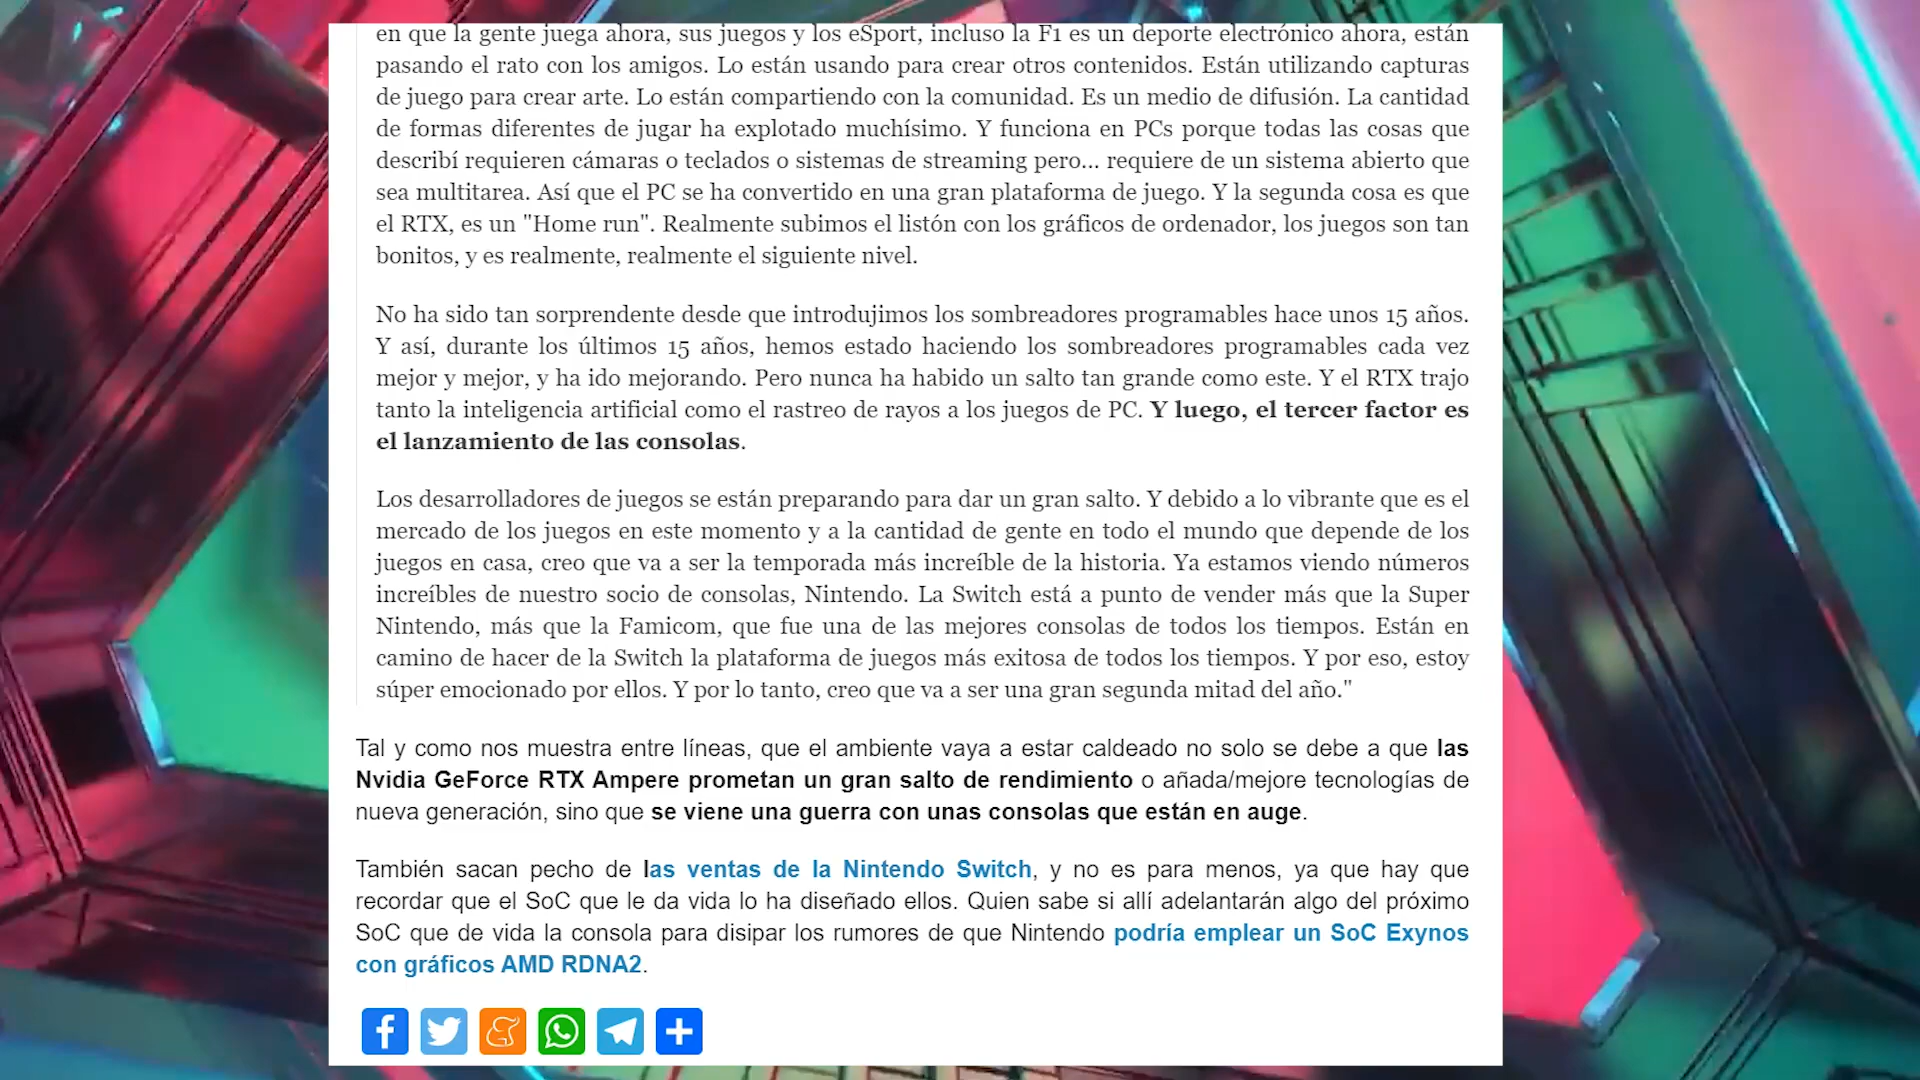 en que la gente juega ahora, sus juegos y los eSport, incluso la F1 es un deporte electrónico ahora, están
pasando el rato con los amigos. Lo están usando para crear otros contenidos. Están utilizando capturas
de juego para crear arte. Lo están compartiendo con la comunidad. Es un medio de difusión. La cantidad
de formas diferentes de jugar ha explotado muchísimo. Y funciona en PCs porque todas las cosas que
describí requieren cámaras o teclados o sistemas de streaming pero... requiere de un sistema abierto que
sea multitarea. Así que el PC se ha convertido en una gran plataforma de juego. Y la segunda cosa es que
el RTX, es un "Home run". Realmente subimos el listón con los gráficos de ordenador, los juegos son tan
bonitos, y es realmente, realmente el siguiente nivel.
No ha sido tan sorprendente desde que introdujimos los sombreadores programables hace unos 15 años.
Y así, durante los últimos 15 años, hemos estado haciendo los sombreadores programables cada vez
mejor y mejor, y ha ido mejorando. Pero nunca ha habido un salto tan grande como este. Y el RTX trajo
tanto la inteligencia artificial como el rastreo de rayos a los juegos de PC. Y luego, el tercer factor es
el lanzamiento de las consolas.
Los desarrolladores de juegos se están preparando para dar un gran salto. Y debido a lo vibrante que es el
mercado de los juegos en este momento y a la cantidad de gente en todo el mundo que depende de los
juegos en casa, creo que va a ser la temporada más increíble de la historia. Ya estamos viendo números
increíbles de nuestro socio de consolas, Nintendo. La Switch está a punto de vender más que la Super
Nintendo, más que la Famicom, que fue una de las mejores consolas de todos los tiempos. Están en
camino de hacer de la Switch la plataforma de juegos más exitosa de todos los tiempos. Y por eso, estoy
súper emocionado por ellos. Y por lo tanto, creo que va a ser una gran segunda mitad del año."
Tal y como nos muestra entre líneas, que el ambiente vaya a estar caldeado no solo se debe a que las
Nvidia GeForce RTX Ampere prometan un gran salto de rendimiento o añada/mejore tecnologías de
nueva generación, sino que se viene una guerra con unas consolas que están en auge.
También sacan pecho de las ventas de la Nintendo Switch, y no es para menos, ya que hay que
recordar que el SoC que le da vida lo ha diseñado ellos. Quien sabe si allí adelantarán algo del próximo
SoC que de vida la consola para disipar los rumores de que Nintendo podría emplear un SoC Exynos
con gráficos AMD RDNA2.